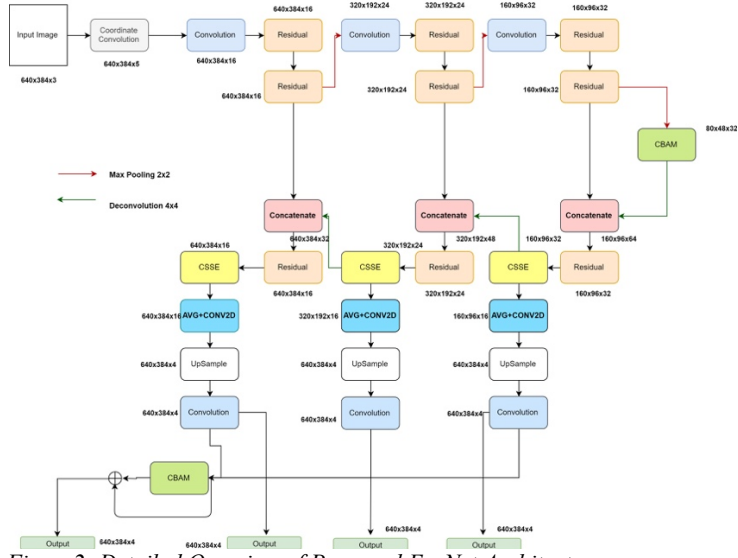 640x384x16
320x192x24
320x192x24
160x96x32
160x96x32
Input Image
Coordinate Convolution
Convolution
Residual
Convolution
Residual
Convolution
Residual
640x384x3
640x384x5
640x384x16
Residual
Residual
Residual
640x384x16
320x192x24
160x96x32
80x48x32
CBAM
Max Pooling 2x2
Deconvolution 4x4
Concatenate
Concatenate
Concatenate
640x384x16
640x384x32
320x192x24
320x192x48
160x96x32
160x96x64
CSSE
Residual
CSSE
Residual
CSSE
Residual
640x384x16
320x192x24
160x96x32
640x384x16
AVG+CONV2D
320x192x16
AVG+CONV2D
160x96x16
AVG+CONV2D
640x384x4
UpSample
640x384x4
UpSample
640x384x4
UpSample
640x384x4
Convolution
640x384x4
Convolution
640x384x4
Convolution
CBAM
640x384x4
640x384x4
Output
640x384x4
640x384x4
Output
Output
Output